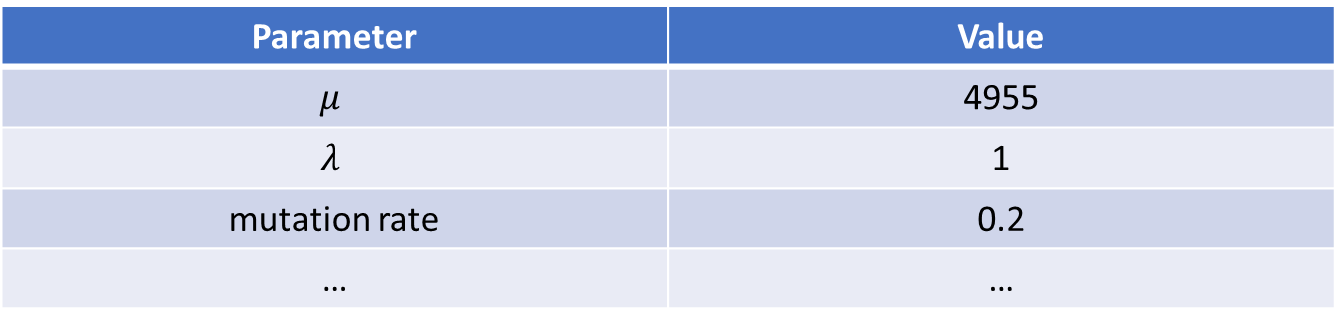 Parameter Value
μ 4955
λ 1
mutation rate 0.2
... ...